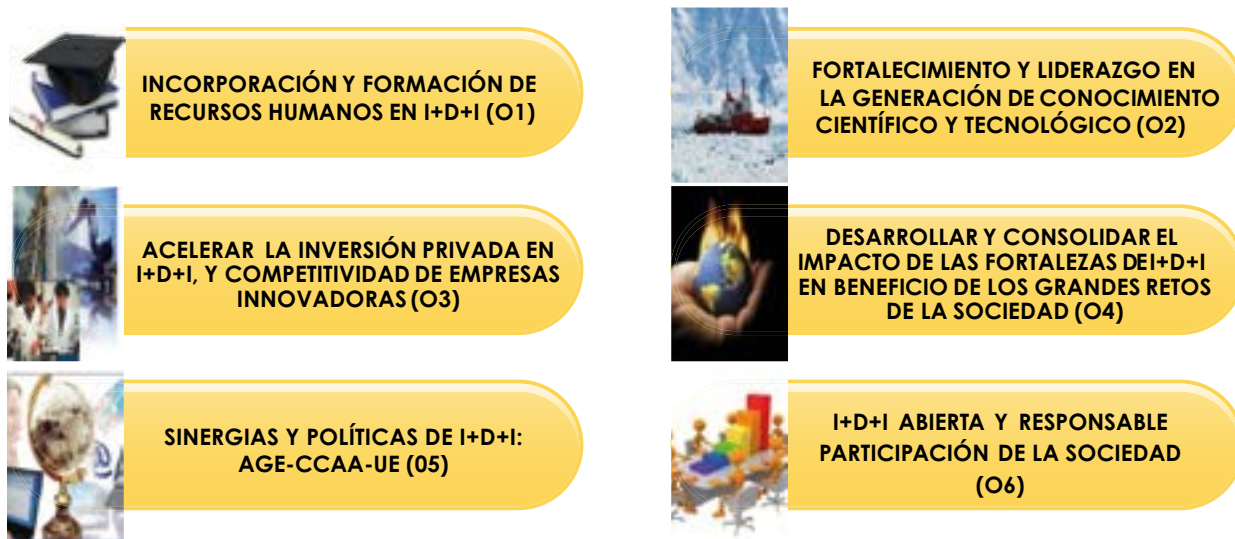 INCORPORACIÓN Y FORMACIÓN DE
RECURSOS HUMANOS EN I+D+I (O1)
FORTALECIMIENTO Y LIDERAZGO EN
LA GENERACIÓN DE CONOCIMIENTO
CIENTÍFICO Y TECNOLÓGICO (O2)
ACELERAR LA INVERSIÓN PRIVADA EN
I+D+I, Y COMPETITIVIDAD DE EMPRESAS
INNOVADORAS (O3)
DESARROLLAR Y CONSOLIDAR EL
IMPACTO DE LAS FORTALEZAS DE I+D+I
EN BENEFICIO DE LOS GRANDES RETOS
DE LA SOCIEDAD (O4)
SINERGIAS Y POLÍTICAS DE I+D+I:
AGE-CCAA-UE (05)
I+D+I ABIERTA Y RESPONSABLE
PARTICIPACIÓN DE LA SOCIEDAD
(O6)